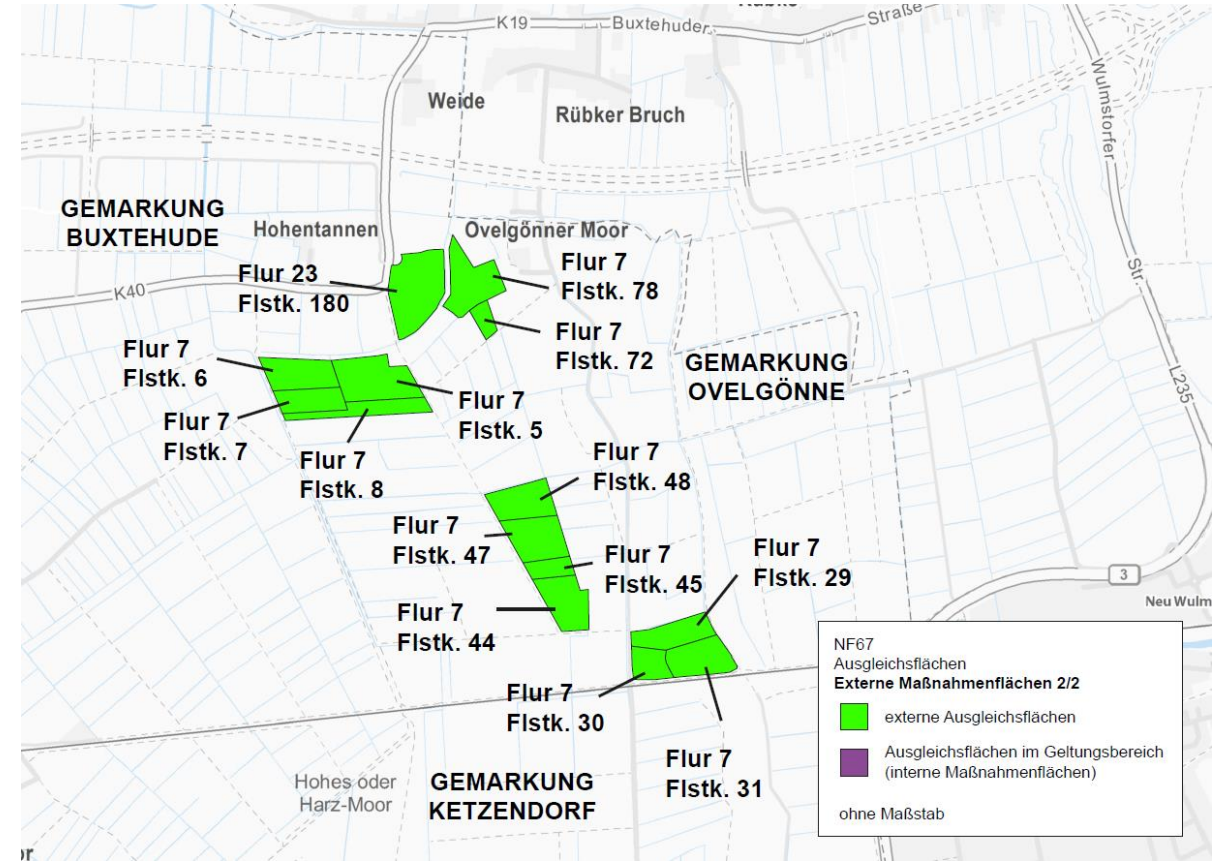 K19
Buxtehuder
Straße
Weide
Rübker Bruch
Wulmstorfer
Str.
L235
GEMARKUNG
BUXTEHUDE
Hohentannen
Ovelgönner Moor
K40
Flur 23
Flstk. 180
Flur 7
Flstk. 78
Flur 7
Flstk. 72
GEMARKUNG
OVELGÖNNE
Flur 7
Flstk. 6
Flur 7
Flstk. 7
Flur 7
Flstk. 5
Flur 7
Flstk. 8
Flur 7
Flstk. 48
Flur 7
Flstk. 47
Flur 7
Flstk. 45
Flur 7
Flstk. 29
Flur 7
Flstk. 44
3
Neu Wulm
Flur 7
Flstk. 30
Flur 7
Flstk. 31
Hohes oder
Harz-Moor
GEMARKUNG
KETZENDORF
NF67
Ausgleichsflächen
Externe Maßnahmenflächen 2/2
externe Ausgleichsflächen
Ausgleichsflächen im Geltungsbereich
(interne Maßnahmenflächen)
ohne Maßstab